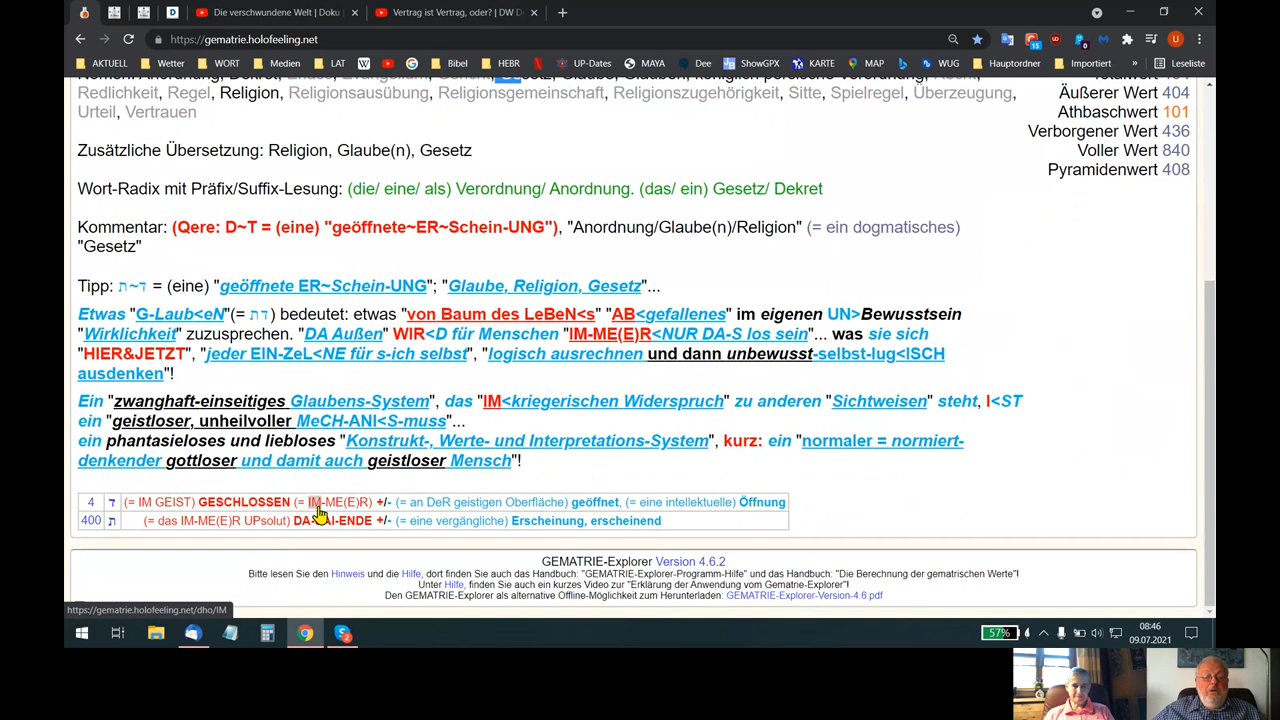 Die verschwundene Welt | Doku
Vertrag ist Vertrag, oder? | DW D
https://gematrie.holofeeling.net
15
0
U
AKTUELL Wetter WORT Medien LAT Bibel HEBR UP-Dates MAYA Dee ShowGPX KARTE MAP WUG Hauptordner Importiert » Leseliste
Redlichkeit, Regel, Religion, Religionsausübung, Religionsgemeinschaft, Religionszugehörigkeit, Sitte, Spielregel, Überzeugung,
Urteil, Vertrauen
Äußerer Wert 404
Athbaschwert 101
Verborgener Wert 436
Voller Wert 840
Pyramidenwert 408
Zusätzliche Übersetzung: Religion, Glaube(n), Gesetz
Wort-Radix mit Präfix/Suffix-Lesung: (die/ eine/ als) Verordnung/ Anordnung. (das/ ein) Gesetz/ Dekret
Kommentar: (Qere: D~T = (eine) "geöffnete~ER~Schein-UNG"), "Anordnung/Glaube(n)/Religion" (= ein dogmatisches)
"Gesetz"
Tipp: ד~ת = (eine) "geöffnete ER~Schein-UNG"; "Glaube, Religion, Gesetz"...
Etwas "G-Laub<eN"(= דת) bedeutet: etwas "von Baum des LeBeN<s" "AB<gefallenes" im eigenen UN>Bewusstsein
"Wirklichkeit" zuzusprechen. "DA Außen" WIR<D für Menschen "IM-ME(E)R<NUR DA-S los sein"... was sie sich
"HIER&JETZT", "jeder EIN-ZeL<NE für s-ich selbst", "logisch ausrechnen und dann unbewusst-selbst-lug<ISCH
ausdenken"!
Ein "zwanghaft-einseitiges Glaubens-System", das "IM<kriegerischen Widerspruch" zu anderen "Sichtweisen" steht, I<ST
ein "geistloser, unheilvoller MeCH-ANI<S-muss"...
ein phantasieloses und liebloses "Konstrukt-, Werte- und Interpretations-System", kurz: ein "normaler = normiert-
denkender gottloser und damit auch geistloser Mensch"!
4 ד (= IM GEIST) GESCHLOSSEN (= IM-ME(E)R) +/- (= an DeR geistigen Oberfläche) geöffnet, (= eine intellektuelle) Öffnung
400 ת (= das IM-ME(E)R UPsolut) +/- (= eine vergängliche) Erscheinung, erscheinend
GEMATRIE-Explorer Version 4.6.2
Bitte lesen Sie den Hinweis und die Hilfe, dort finden Sie auch das Handbuch: "GEMATRIE-Explorer-Programm-Hilfe" und das Handbuch: "Die Berechnung der gematrischen Werte"!
Unter Hilfe, finden Sie auch ein kurzes Video zur "Erklärung der Anwendung vom Gematrie-Explorer"!
Den GEMATRIE-Explorer als alternative Offline-Möglichkeit zum Herunterladen: GEMATRIE-Explorer-Version-4.6 pdf
https://gematrie.holofeeling.net/dho/IM
57%
08:46
09.07.2021